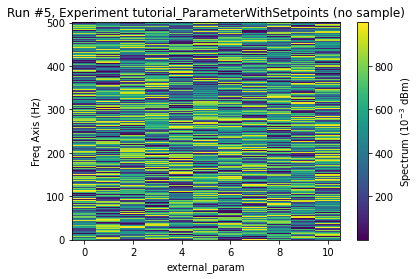 Run #5, Experiment tutorial_ParameterWithSetpoints (no sample)
500
400
300
200
100
0
Freq Axis (Hz)
0 2 4 6 8 10
external_param
800
600
400
200
Spectrum (10⁻³ dBm)